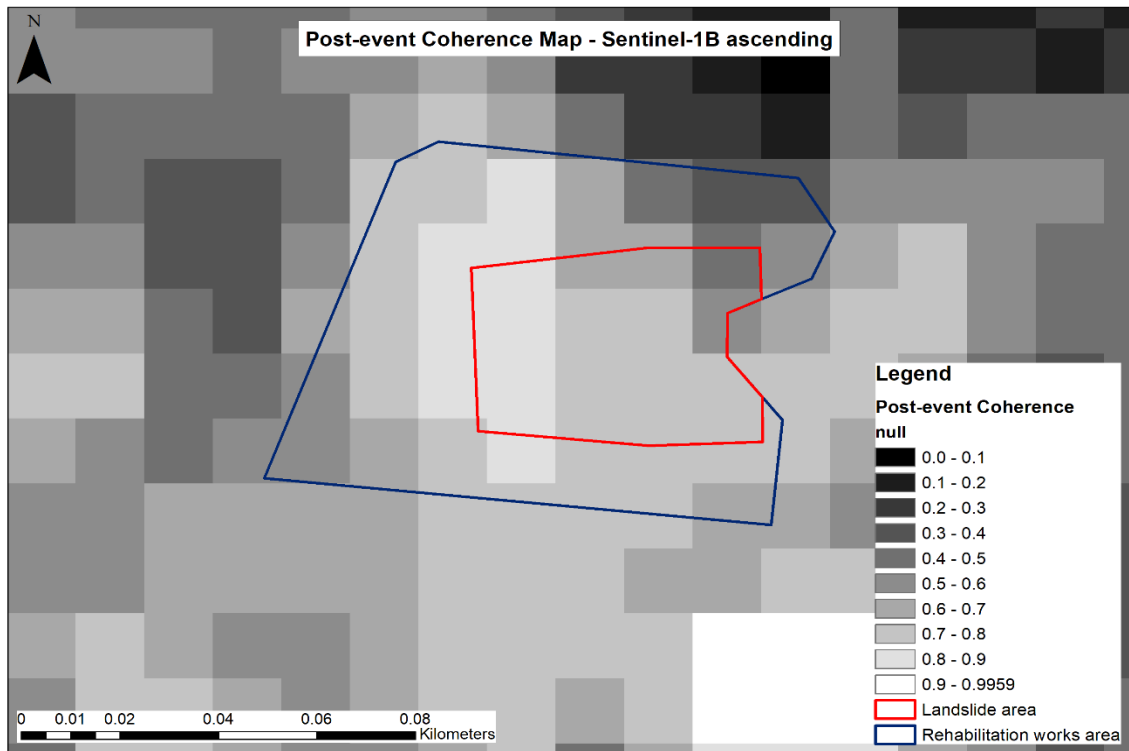 N
Post-event Coherence Map - Sentinel-1B ascending
Legend
Post-event Coherence
null
0.0 - 0.1
0.1 - 0.2
0.2 - 0.3
0.3 - 0.4
0.4 - 0.5
0.5 - 0.6
0.6 - 0.7
0.7 - 0.8
0.8 - 0.9
0.9 - 0.9959
Landslide area
Rehabilitation works area
0 0.01 0.02 0.04 0.06 0.08
Kilometers